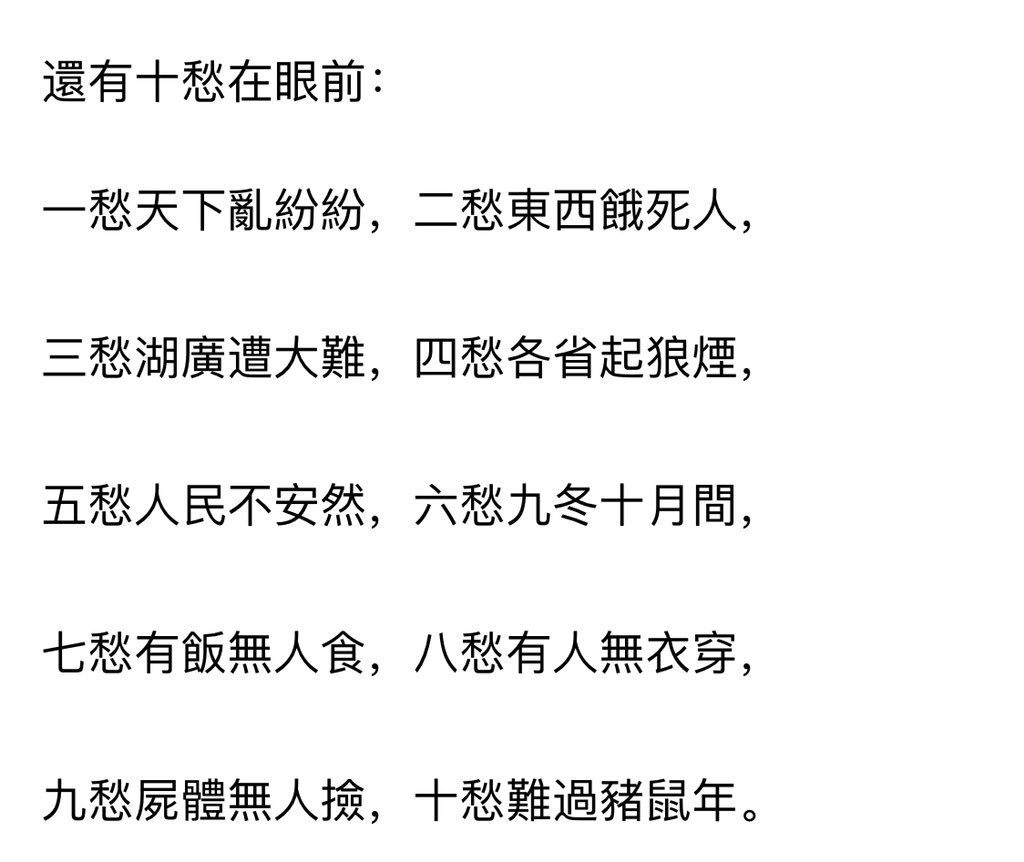 還有十愁在眼前：
一愁天下亂紛紛，二愁東西餓死人，
三愁湖廣遭大難，四愁各省起狼煙，
五愁人民不安然，六愁九冬十月間，
七愁有飯無人食，八愁有人無衣穿，
九愁屍體無人撿，十愁難過豬鼠年。